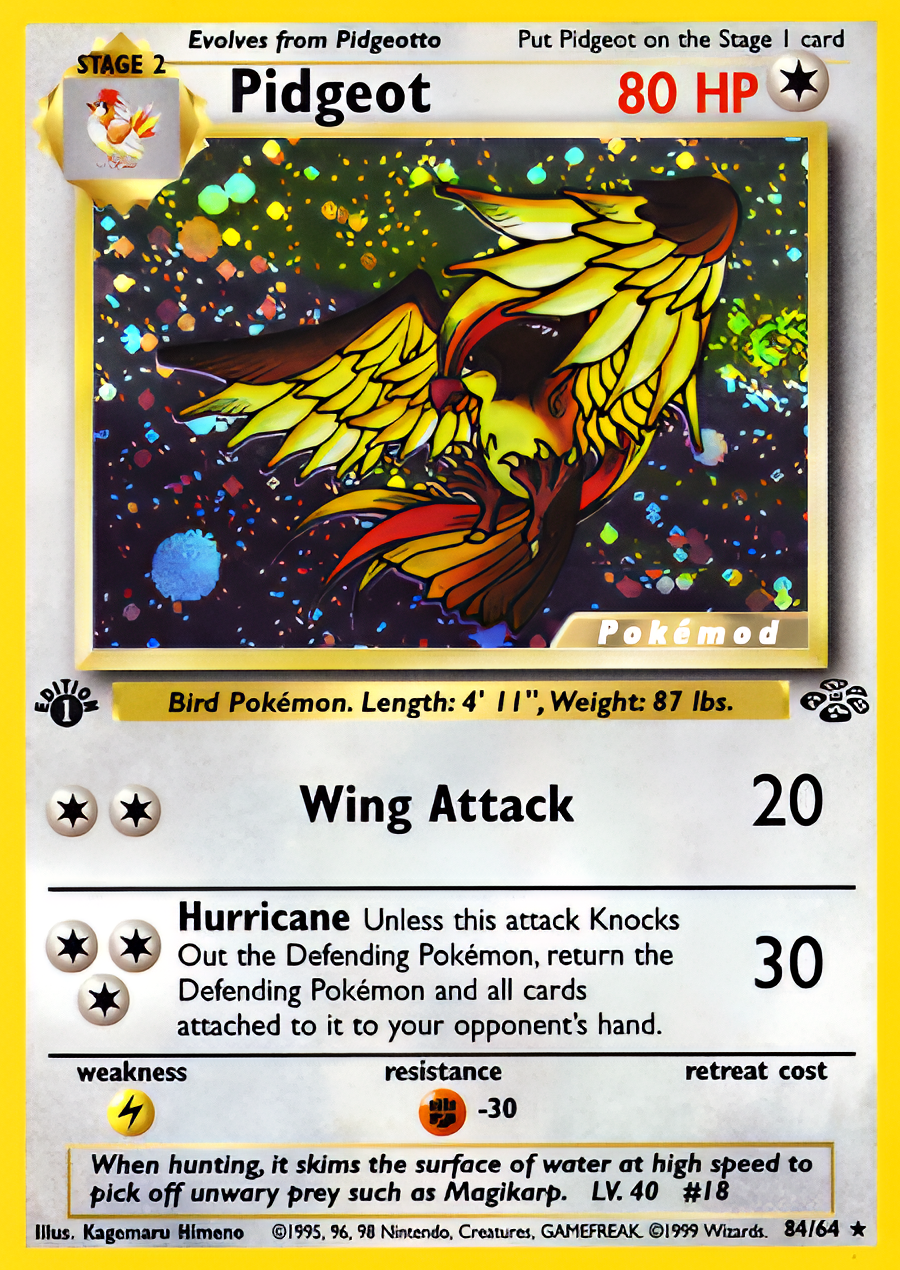 Evolves from Pidgeotto
Put Pidgeot on the Stage 1 card
STAGE 2
Pidgeot
80 HP
Pokémod
EDITION
1
Bird Pokémon. Length: 4' 11", Weight: 87 lbs.
Wing Attack
20
Hurricane Unless this attack Knocks
Out the Defending Pokémon, return the
Defending Pokémon and all cards
attached to it to your opponent's hand.
30
weakness
resistance
retreat cost
-30
When hunting, it skims the surface of water at high speed to
pick off unwary prey such as Magikarp. LV. 40 #18
Illus. Kagemaru Himeno
©1995, 96, 98 Nintendo, Creatures, GAMEFREAK. ©1999 Wizards.
84/64 ★